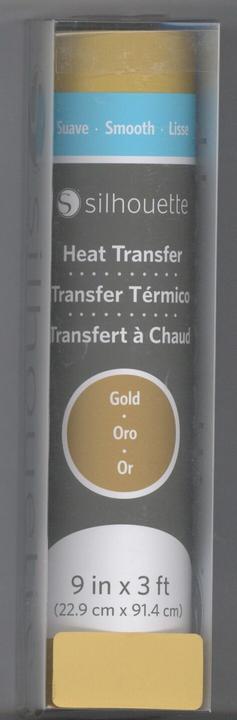 Suave · Smooth · Lisse
silhouette
Heat Transfer
Transfer Térmico
Transfert à Chaud
Gold
Oro
Or
9 in x 3 ft
(22.9 cm x 91.4 cm)